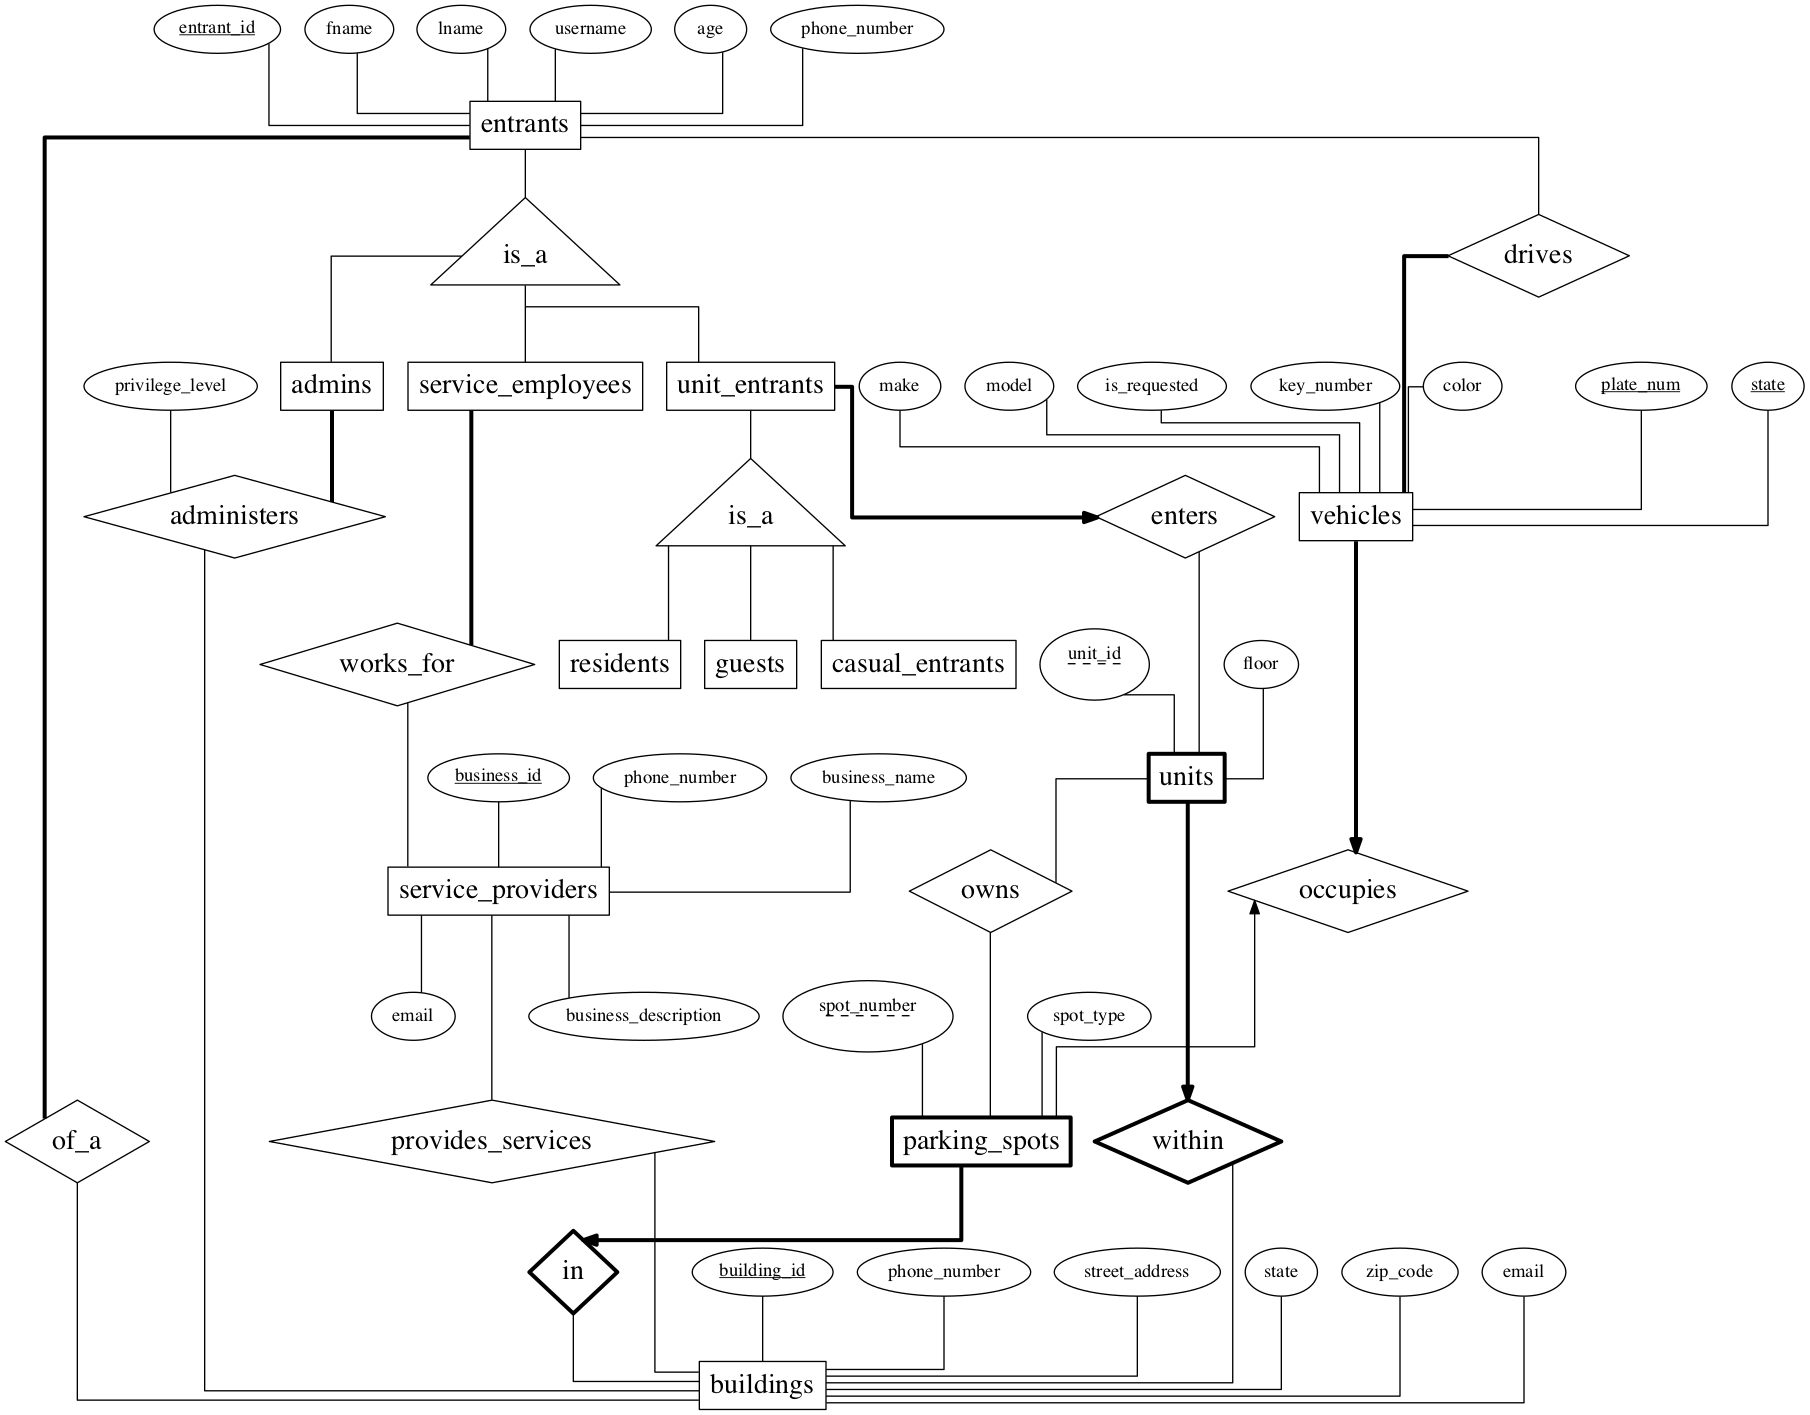 entrant_id
fname
lname
username
age
phone_number
entrants
is_a
drives
privilege_level
admins
service_employees
unit_entrants
make
model
is_requested
key_number
color
plate_num
state
administers
is_a
enters
vehicles
works_for
residents
guests
casual_entrants
unit_id
floor
business_id
phone_number
business_name
units
service_providers
owns
occupies
email
business_description
spot_number
spot_type
of_a
provides_services
parking_spots
within
in
building_id
phone_number
street_address
state
zip_code
email
buildings